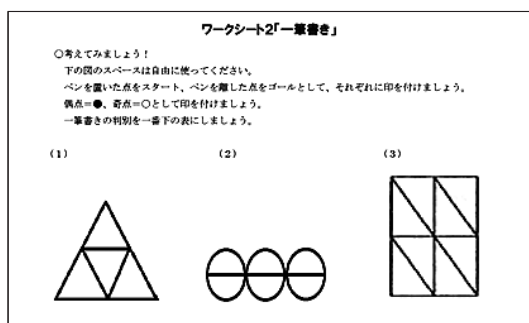 ワークシート2「一筆書き」
○考えてみましょう！
下の図のスペースは自由に使ってください。
ペンを置いた点をスタート、ペンを離した点をゴールとして、それぞれに印を付けましょう。
偶点=●、奇点=○として印を付けましょう。
一筆書きの判別を一番下の表にしましょう。
(1) (2) (3)